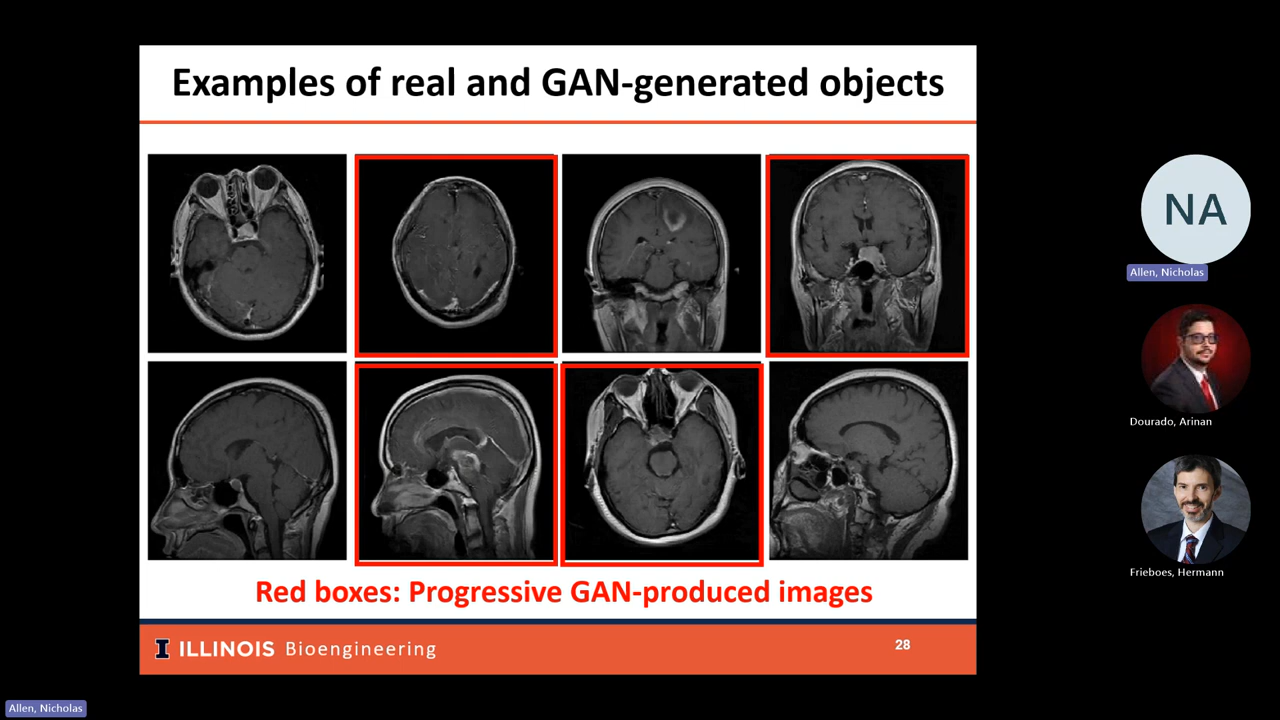 Examples of real and GAN-generated objects
Red boxes: Progressive GAN-produced images
I ILLINOIS Bioengineering
28
NA
Allen, Nicholas
Dourado, Arinan
Frieboes, Hermann
Allen, Nicholas